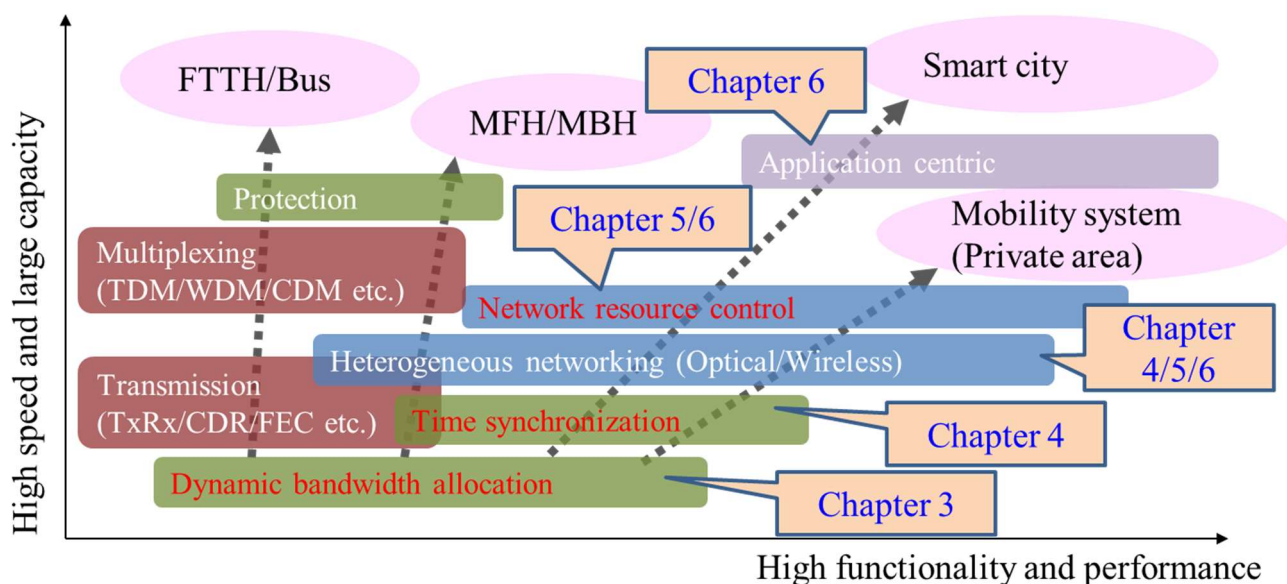 High speed and large capacity
FTTH/Bus
MFH/MBH
Chapter 6
Smart city
Application centric
Protection
Chapter 5/6
Mobility system
(Private area)
Multiplexing
(TDM/WDM/CDM etc.)
Network resource control
Heterogeneous networking (Optical/Wireless)
Chapter
4/5/6
Transmission
(TxRx/CDR/FEC etc.)
Time synchronization
Chapter 4
Dynamic bandwidth allocation
Chapter 3
High functionality and performance